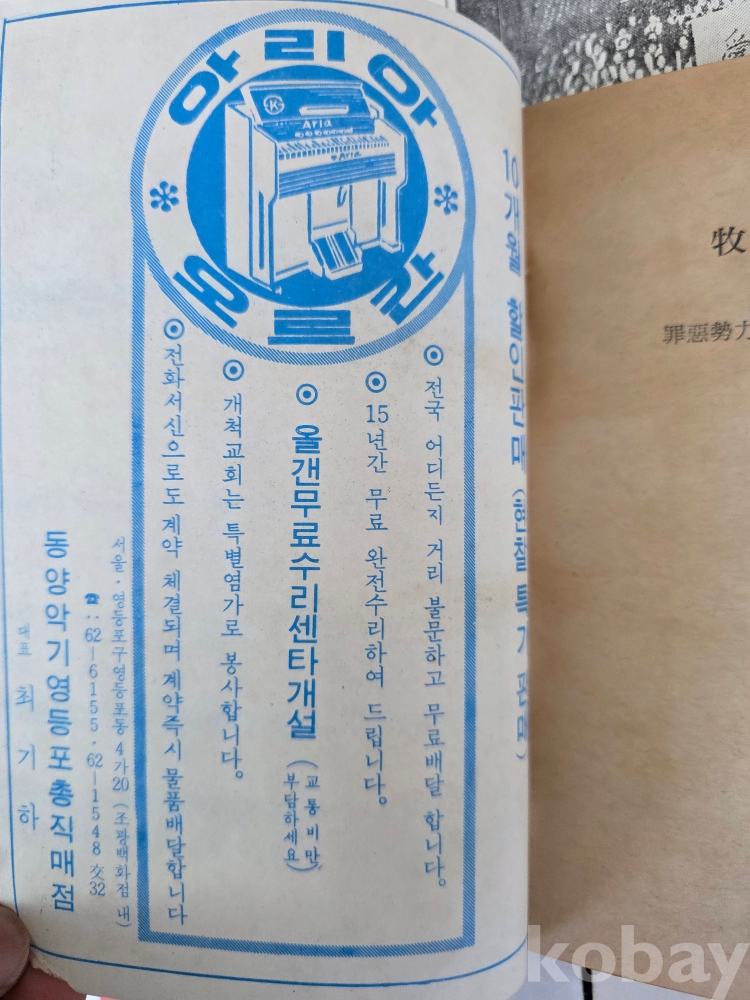 아리아
Aria
Aria
올르간
10개월 할인판매 (현찰 특가 판매)
◎ 전국 어디든지 거리 불문하고 무료배달 합니다.
◎ 15년간 무료 완전수리하여 드립니다.
◎ 올갠무료수리센타개설 (교통비만 부담하세요)
◎ 개척교회는 특별염가로 봉사합니다.
◎ 전화서신으로도 계약 체결되며 계약즉시 물품배달합니다
서울·영등포구영등포동4가20 (조광백화점 내)
☎ : 62-6155·62-1548 交32
동양악기영등포총직매점
대표 최기하
牧
罪惡勢力
kobay